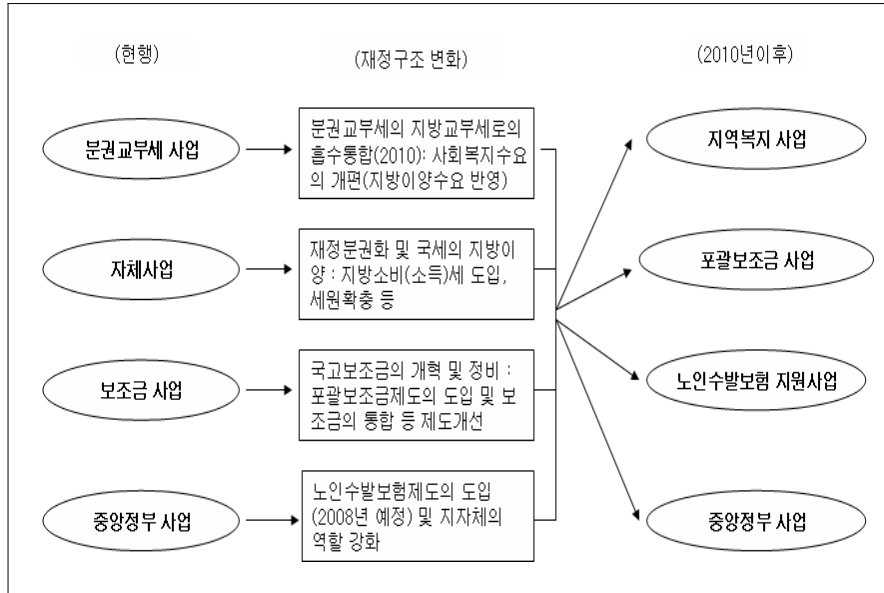 (현행)
(재정구조 변화)
(2010년이후)
분권교부세 사업
분권교부세의 지방교부세로의
흡수통합(2010): 사회복지수요
의 개편(지방이양수요 반영)
지역복지 사업
자체사업
재정분권화 및 국세의 지방이
양 : 지방소비(소득)세 도입,
세원확충 등
포괄보조금 사업
보조금 사업
국고보조금의 개혁 및 정비 :
포괄보조금제도의 도입 및 보
조금의 통합 등 제도개선
노인수발보험 지원사업
중앙정부 사업
노인수발보험제도의 도입
(2008년 예정) 및 지자체의
역할 강화
중앙정부 사업